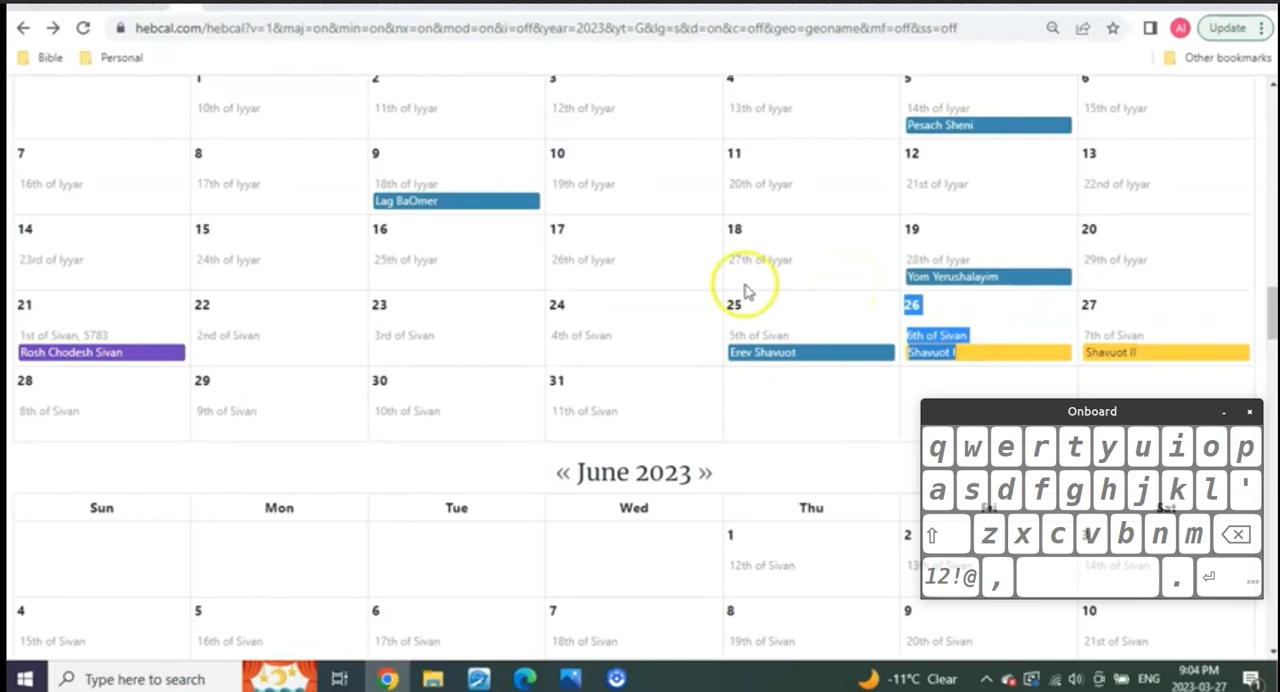 hebcal.com/hebcal?v=1&maj=on&min=on&nx=on&mod=on&i=off&year=2023&yt=G&lg=s&d=on&c=off&geo=geoname&mf=off&ss=off
AI
Update
Bible
Personal
Other bookmarks
1 2 3 4 5 6
10th of Iyyar 11th of Iyyar 12th of Iyyar 13th of Iyyar 14th of Iyyar 15th of Iyyar
Pesach Sheni
7 8 9 10 11 12 13
16th of Iyyar 17th of Iyyar 18th of Iyyar 19th of Iyyar 20th of Iyyar 21st of Iyyar 22nd of Iyyar
Lag BaOmer
14 15 16 17 18 19 20
23rd of Iyyar 24th of Iyyar 25th of Iyyar 26th of Iyyar 27th of Iyyar 28th of Iyyar 29th of Iyyar
Yom Yerushalayim
21 22 23 24 25 26 27
1st of Sivan, 5783 2nd of Sivan 3rd of Sivan 4th of Sivan 5th of Sivan 6th of Sivan 7th of Sivan
Rosh Chodesh Sivan Erev Shavuot Shavuot I Shavuot II
28 29 30 31
8th of Sivan 9th of Sivan 10th of Sivan 11th of Sivan
« June 2023 »
Sun Mon Tue Wed Thu Fri Sat
1 2
12th of Sivan 14th of Sivan
4 5 6 7 8 9 10
15th of Sivan 16th of Sivan 17th of Sivan 18th of Sivan 19th of Sivan 20th of Sivan 21st of Sivan
Onboard - ×
q w e r t y u i o p
a s d f g h j k l '
z x c v b n m
12!@ , . ...
Type here to search
-11°C Clear
ENG
9:04 PM
2023-03-27